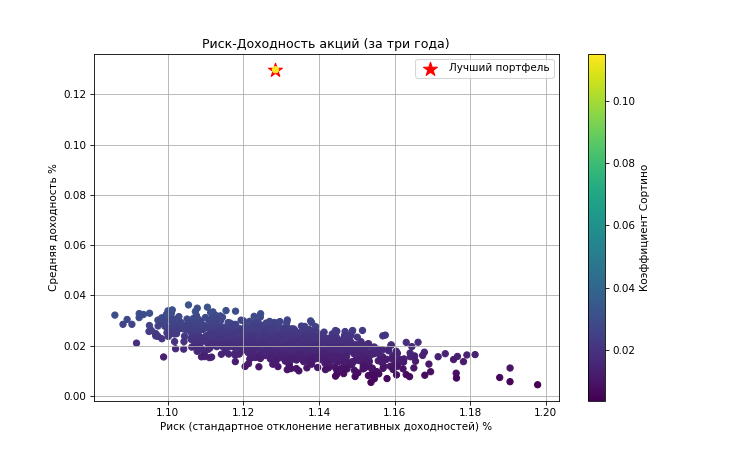 Риск-Доходность акций (за три года)
Лучший портфель
Средняя доходность %
0.12
0.10
0.08
0.06
0.04
0.02
0.00
1.10 1.12 1.14 1.16 1.18 1.20
Риск (стандартное отклонение негативных доходностей) %
0.10
0.08
0.06
0.04
0.02
Коэффициент Сортино